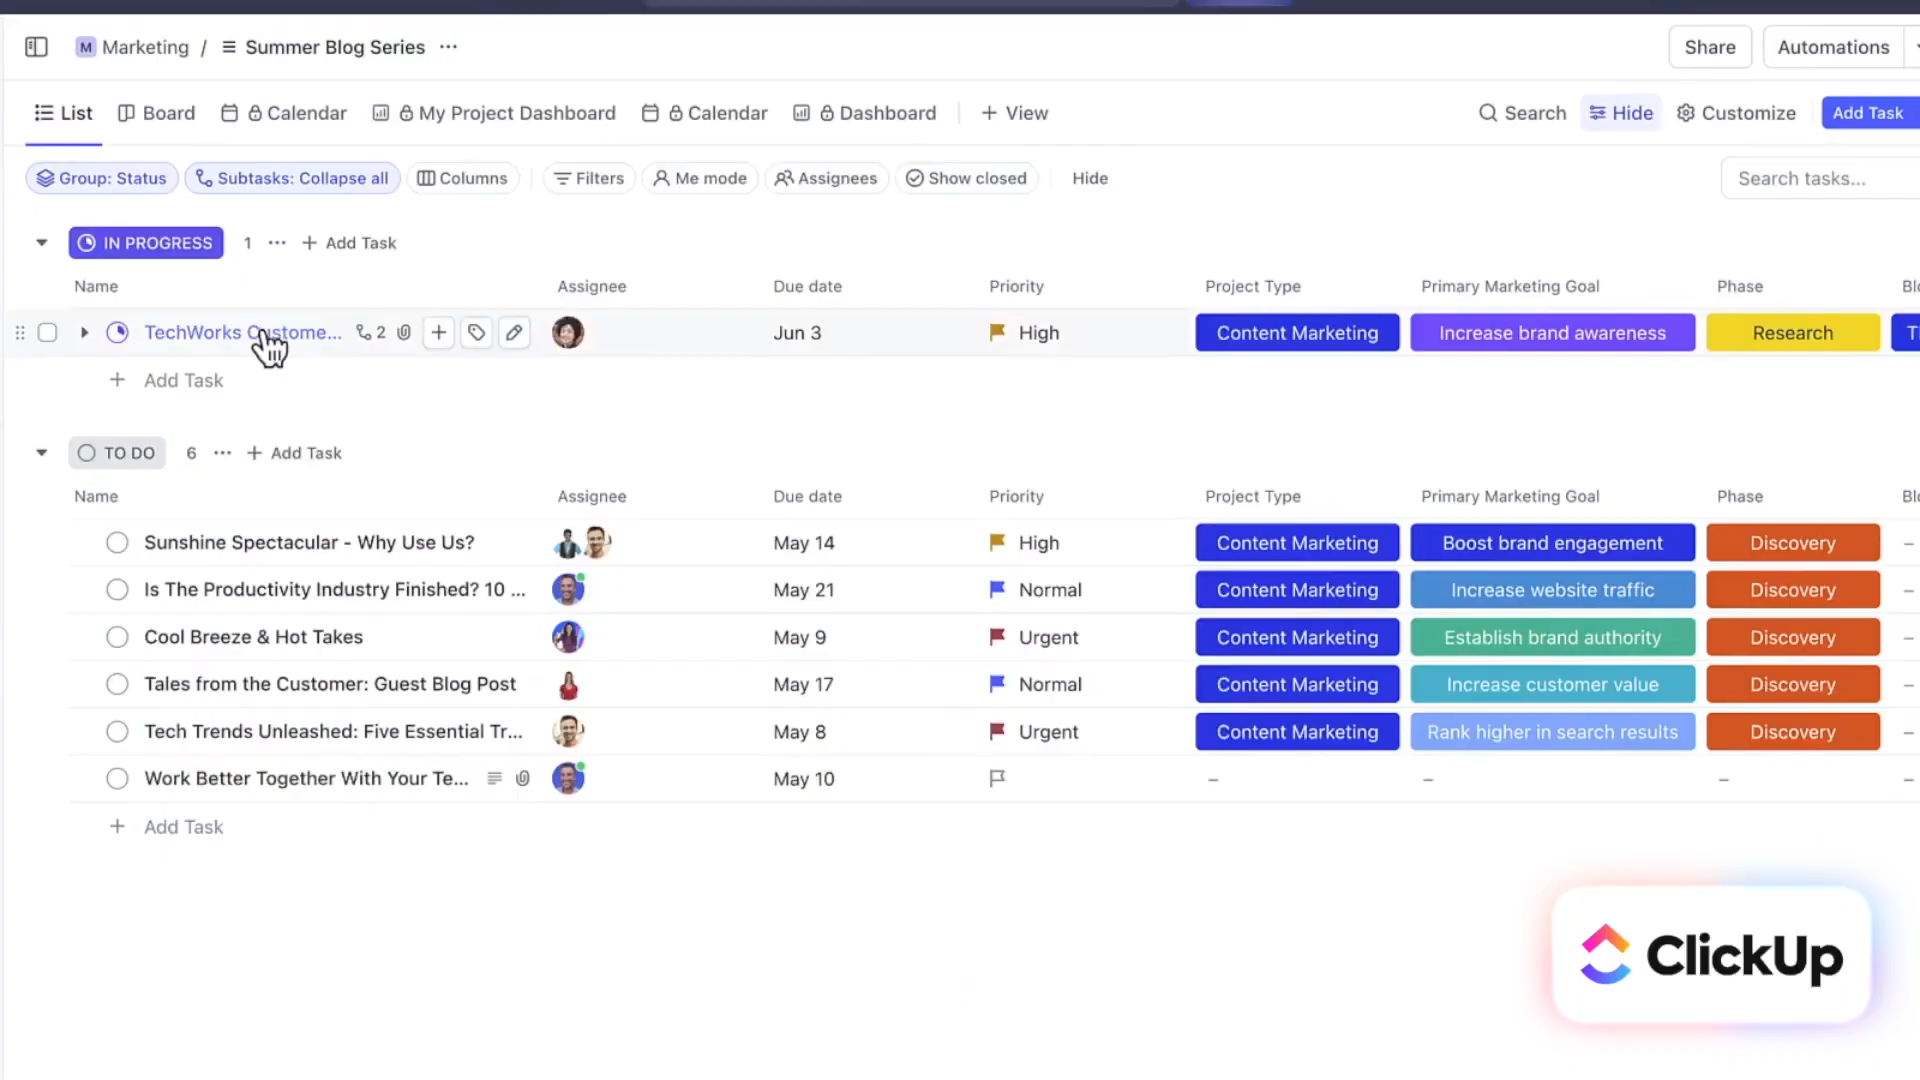 M Marketing / Summer Blog Series ...
Share Automations
List Board Calendar My Project Dashboard Calendar Dashboard + View
Search Hide Customize Add Task
Group: Status Subtasks: Collapse all Columns Filters Me mode Assignees Show closed Hide
Search tasks...
IN PROGRESS 1 ... + Add Task
Name Assignee Due date Priority Project Type Primary Marketing Goal Phase
TechWorks Custome... 2 Jun 3 High Content Marketing Increase brand awareness Research
+ Add Task
TO DO 6 ... + Add Task
Name Assignee Due date Priority Project Type Primary Marketing Goal Phase
Sunshine Spectacular - Why Use Us? May 14 High Content Marketing Boost brand engagement Discovery –
Is The Productivity Industry Finished? 10 ... May 21 Normal Content Marketing Increase website traffic Discovery –
Cool Breeze & Hot Takes May 9 Urgent Content Marketing Establish brand authority Discovery –
Tales from the Customer: Guest Blog Post May 17 Normal Content Marketing Increase customer value Discovery –
Tech Trends Unleashed: Five Essential Tr... May 8 Urgent Content Marketing Rank higher in search results Discovery –
Work Better Together With Your Te... May 10 – – – –
+ Add Task
ClickUp